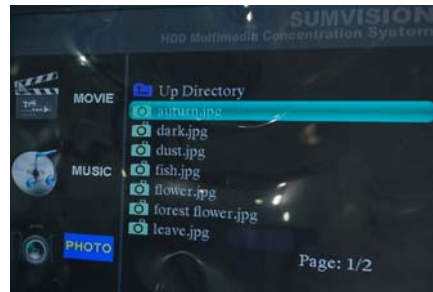 SUMVISION
HDD Multimedia Concentration System
MOVIE
MUSIC
PHOTO
Up Directory
auturn.jpg
dark.jpg
dust.jpg
fish.jpg
flower.jpg
forest flower.jpg
leave.jpg
Page: 1/2